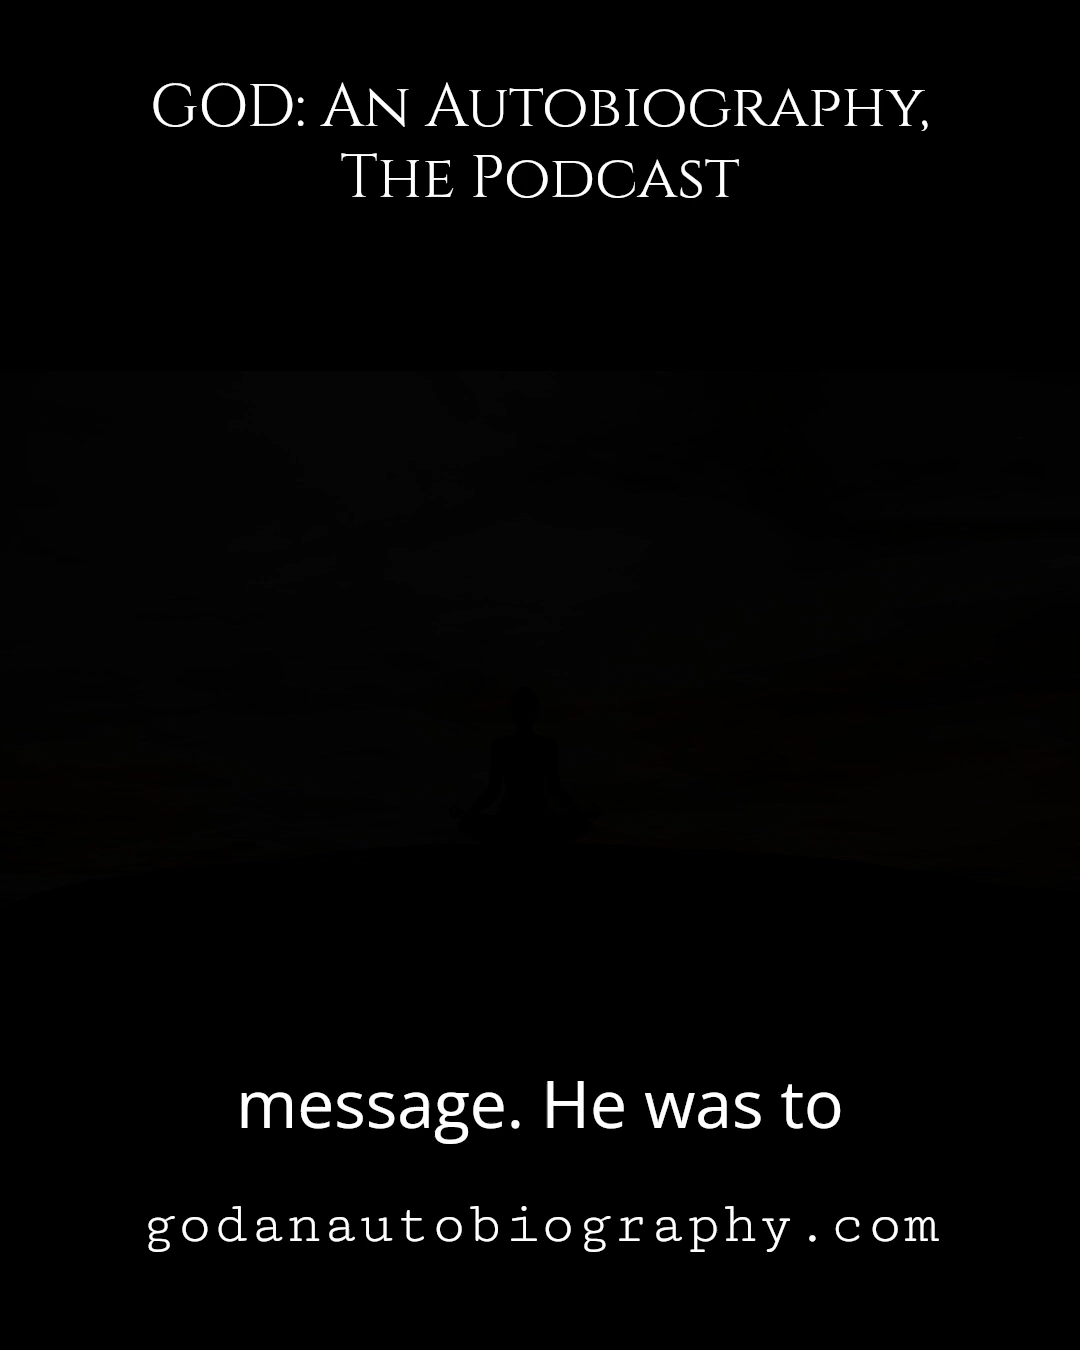 GOD: An Autobiography,
The Podcast
message. He was to
godanautobiography.com